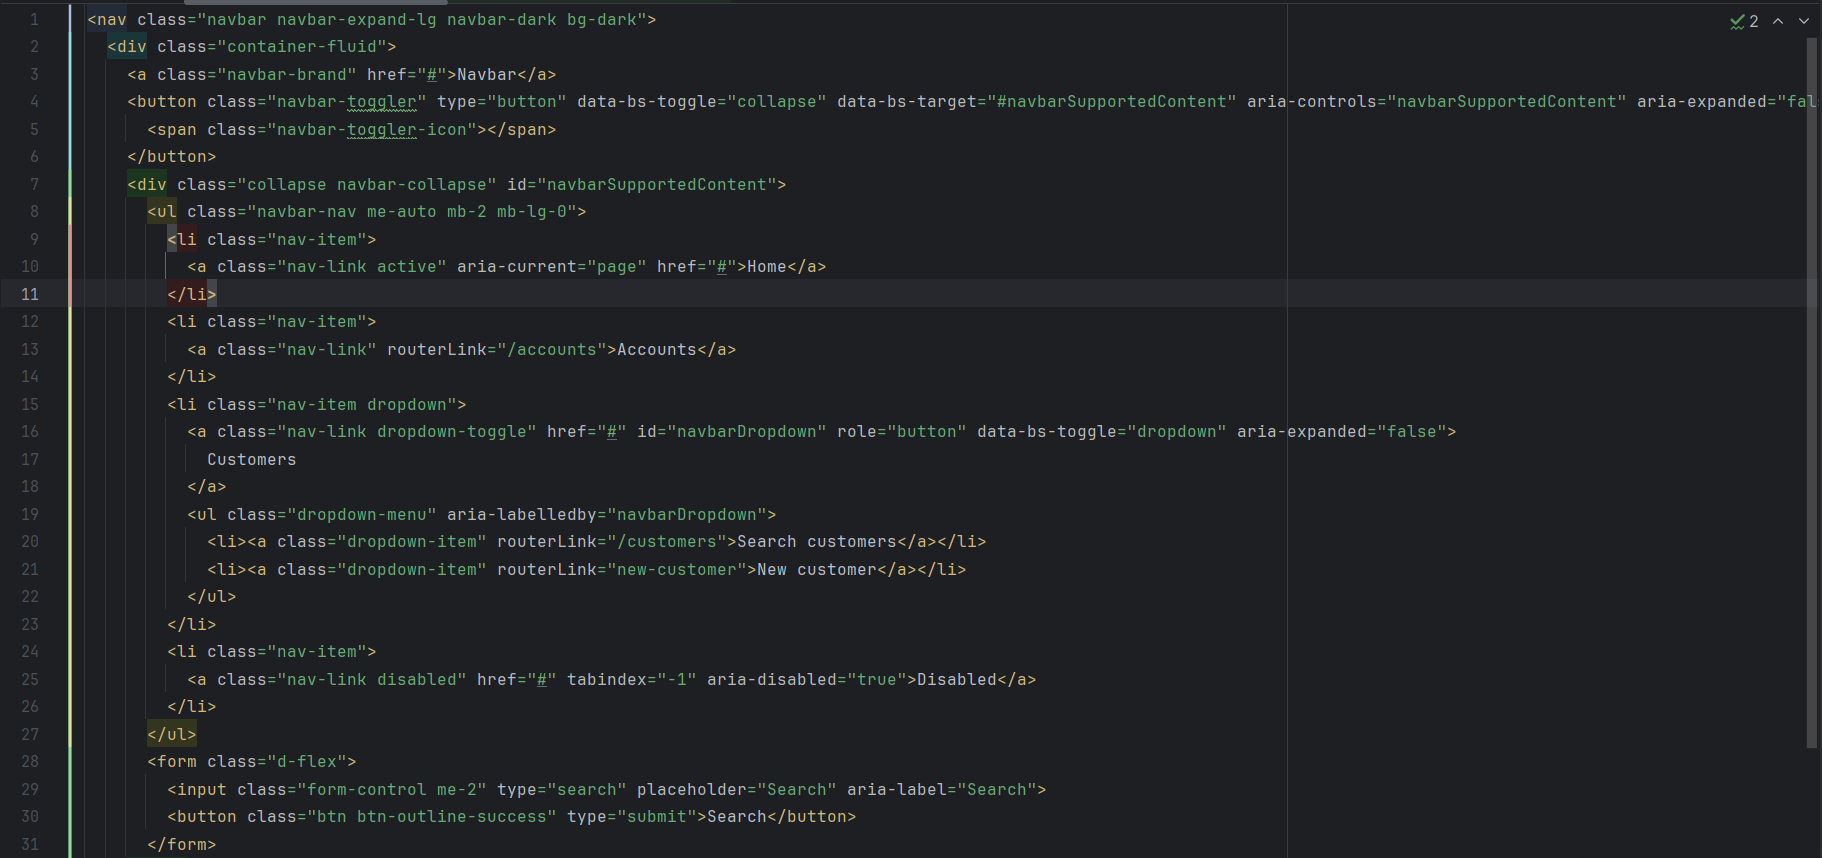 2
1 <nav class="navbar navbar-expand-lg navbar-dark bg-dark">
2 <div class="container-fluid">
3 <a class="navbar-brand" href="#">Navbar</a>
4 <button class="navbar-toggler" type="button" data-bs-toggle="collapse" data-bs-target="#navbarSupportedContent" aria-controls="navbarSupportedContent" aria-expanded="fal
5 <span class="navbar-toggler-icon"></span>
6 </button>
7 <div class="collapse navbar-collapse" id="navbarSupportedContent">
8 <ul class="navbar-nav me-auto mb-2 mb-lg-0">
9 <li class="nav-item">
10 <a class="nav-link active" aria-current="page" href="#">Home</a>
11 </li>
12 <li class="nav-item">
13 <a class="nav-link" routerLink="/accounts">Accounts</a>
14 </li>
15 <li class="nav-item dropdown">
16 <a class="nav-link dropdown-toggle" href="#" id="navbarDropdown" role="button" data-bs-toggle="dropdown" aria-expanded="false">
17 Customers
18 </a>
19 <ul class="dropdown-menu" aria-labelledby="navbarDropdown">
20 <li><a class="dropdown-item" routerLink="/customers">Search customers</a></li>
21 <li><a class="dropdown-item" routerLink="new-customer">New customer</a></li>
22 </ul>
23 </li>
24 <li class="nav-item">
25 <a class="nav-link disabled" href="#" tabindex="-1" aria-disabled="true">Disabled</a>
26 </li>
27 </ul>
28 <form class="d-flex">
29 <input class="form-control me-2" type="search" placeholder="Search" aria-label="Search">
30 <button class="btn btn-outline-success" type="submit">Search</button>
31 </form>